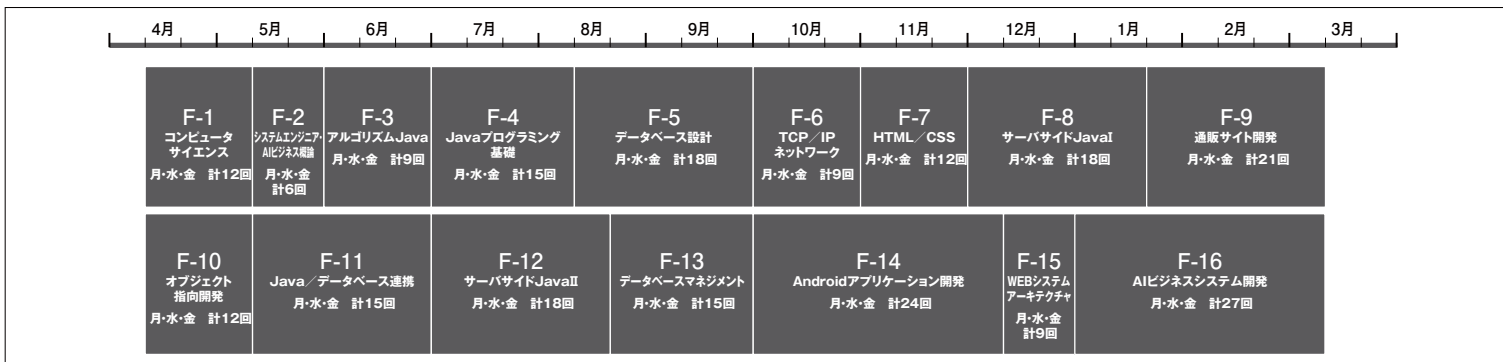 4月 5月 6月 7月 8月 9月 10月 11月 12月 1月 2月 3月
F-1
コンピュータ
サイエンス
月・水・金 計12回
F-2
システムエンジニア・
AIビジネス概論
月・水・金
計6回
F-3
アルゴリズムJava
月・水・金 計9回
F-4
Javaプログラミング
基礎
月・水・金 計15回
F-5
データベース設計
月・水・金 計18回
F-6
TCP/IP
ネットワーク
月・水・金 計9回
F-7
HTML/CSS
月・水・金 計12回
F-8
サーバサイドJavaⅠ
月・水・金 計18回
F-9
通販サイト開発
月・水・金 計21回
F-10
オブジェクト
指向開発
月・水・金 計12回
F-11
Java/データベース連携
月・水・金 計15回
F-12
サーバサイドJavaⅡ
月・水・金 計18回
F-13
データベースマネジメント
月・水・金 計15回
F-14
Androidアプリケーション開発
月・水・金 計24回
F-15
WEBシステム
アーキテクチャ
月・水・金
計9回
F-16
AIビジネスシステム開発
月・水・金 計27回